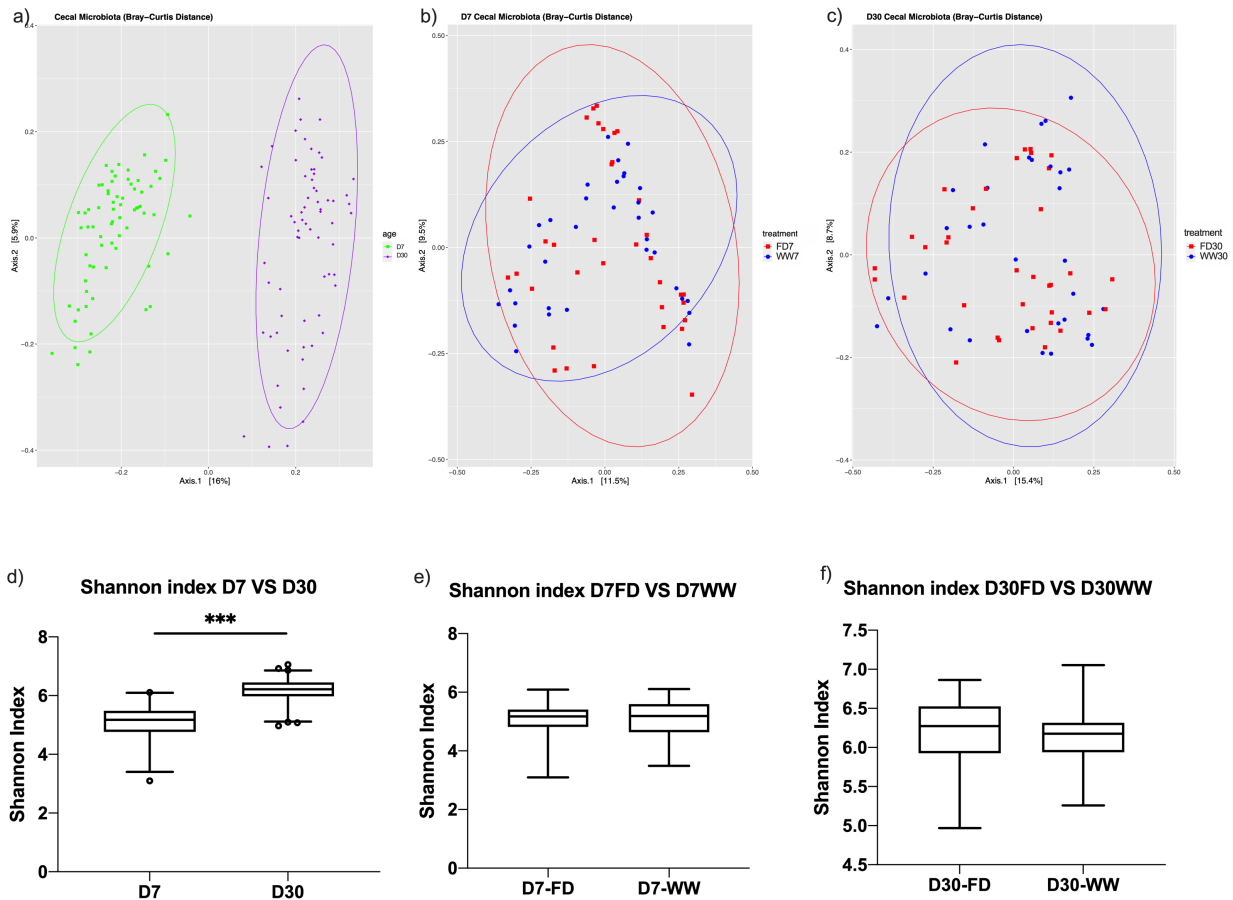 a)
Cecal Microbiota (Bray−Curtis Distance)
0.4
0.2
0.0
−0.2
−0.4
Axis.2 [5.9%]
−0.2
0.0
0.2
Axis.1 [16%]
age
D7
D30
b)
D7 Cecal Microbiota (Bray−Curtis Distance)
0.50
0.25
0.00
−0.25
−0.50
Axis.2 [9.5%]
−0.50
−0.25
0.00
0.25
0.50
Axis.1 [11.5%]
treatment
FD7
WW7
c)
D30 Cecal Microbiota (Bray−Curtis Distance)
0.4
0.2
0.0
−0.2
−0.4
Axis.2 [8.7%]
−0.50
−0.25
0.00
0.25
0.50
Axis.1 [15.4%]
treatment
FD30
WW30
d)
Shannon index D7 VS D30
***
8
6
4
2
0
Shannon Index
D7
D30
e)
Shannon index D7FD VS D7WW
8
6
4
2
0
Shannon Index
D7-FD
D7-WW
f)
Shannon index D30FD VS D30WW
7.5
7.0
6.5
6.0
5.5
5.0
4.5
Shannon Index
D30-FD
D30-WW